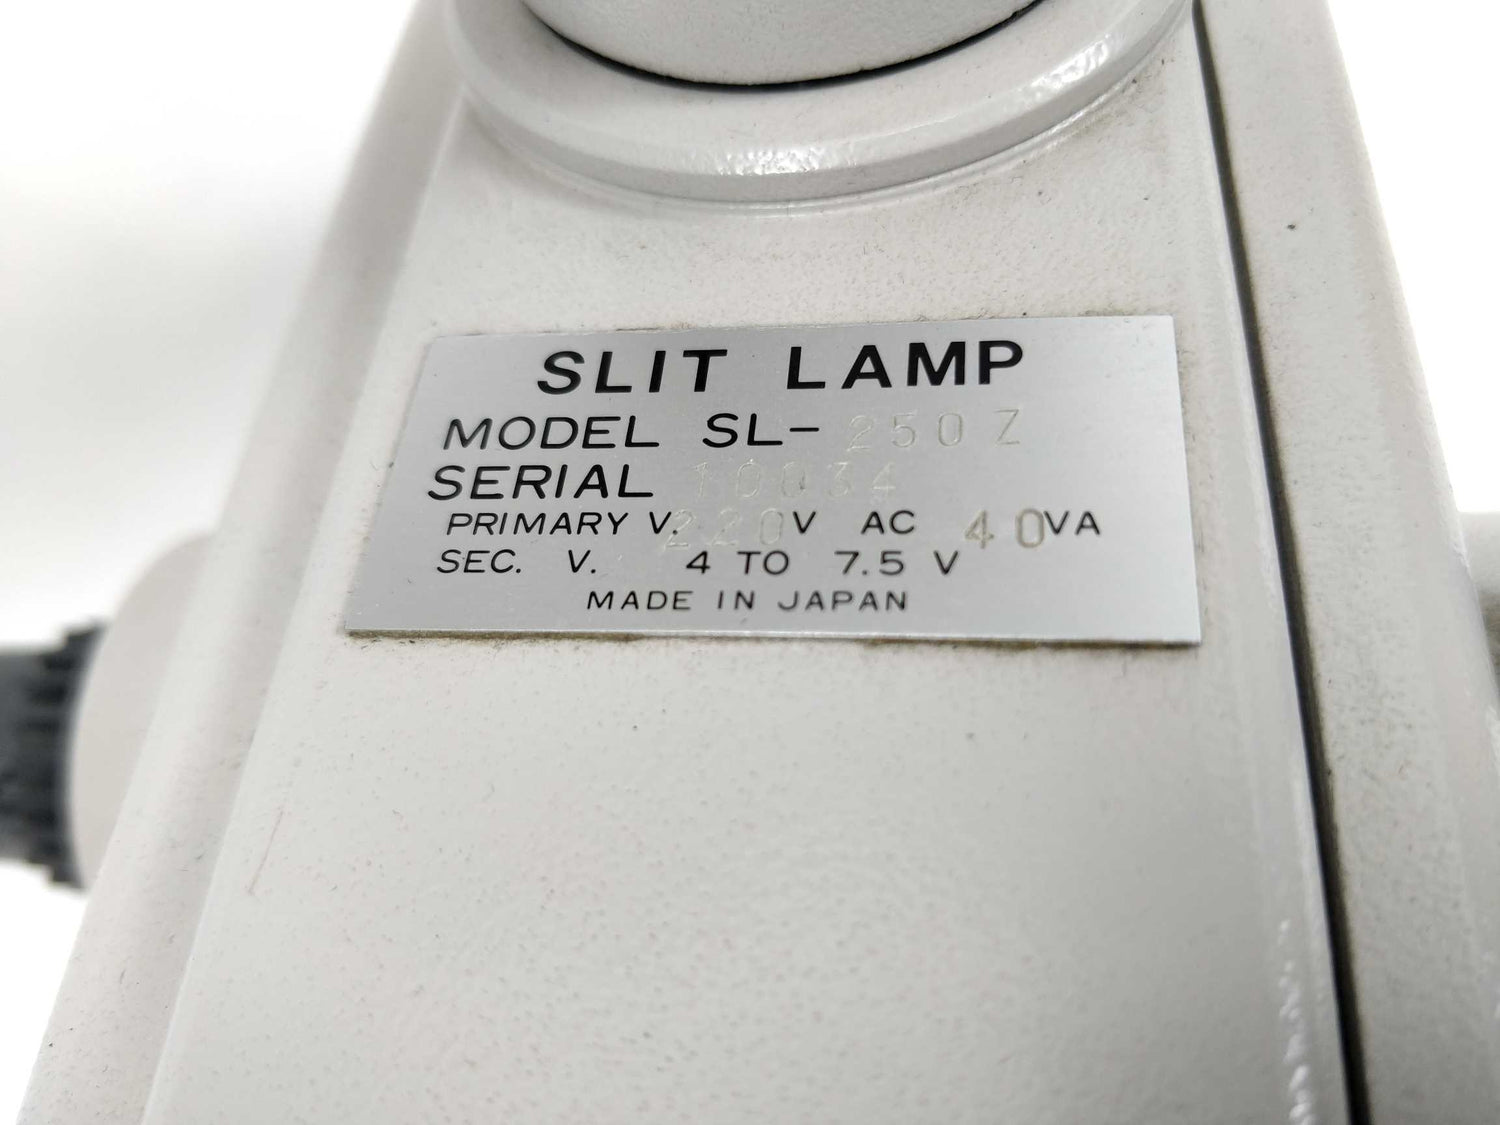 SLIT LAMP
MODEL SL- 250Z
SERIAL 10034
PRIMARY V. 220V AC 40VA
SEC. V. 4 TO 7.5 V
MADE IN JAPAN